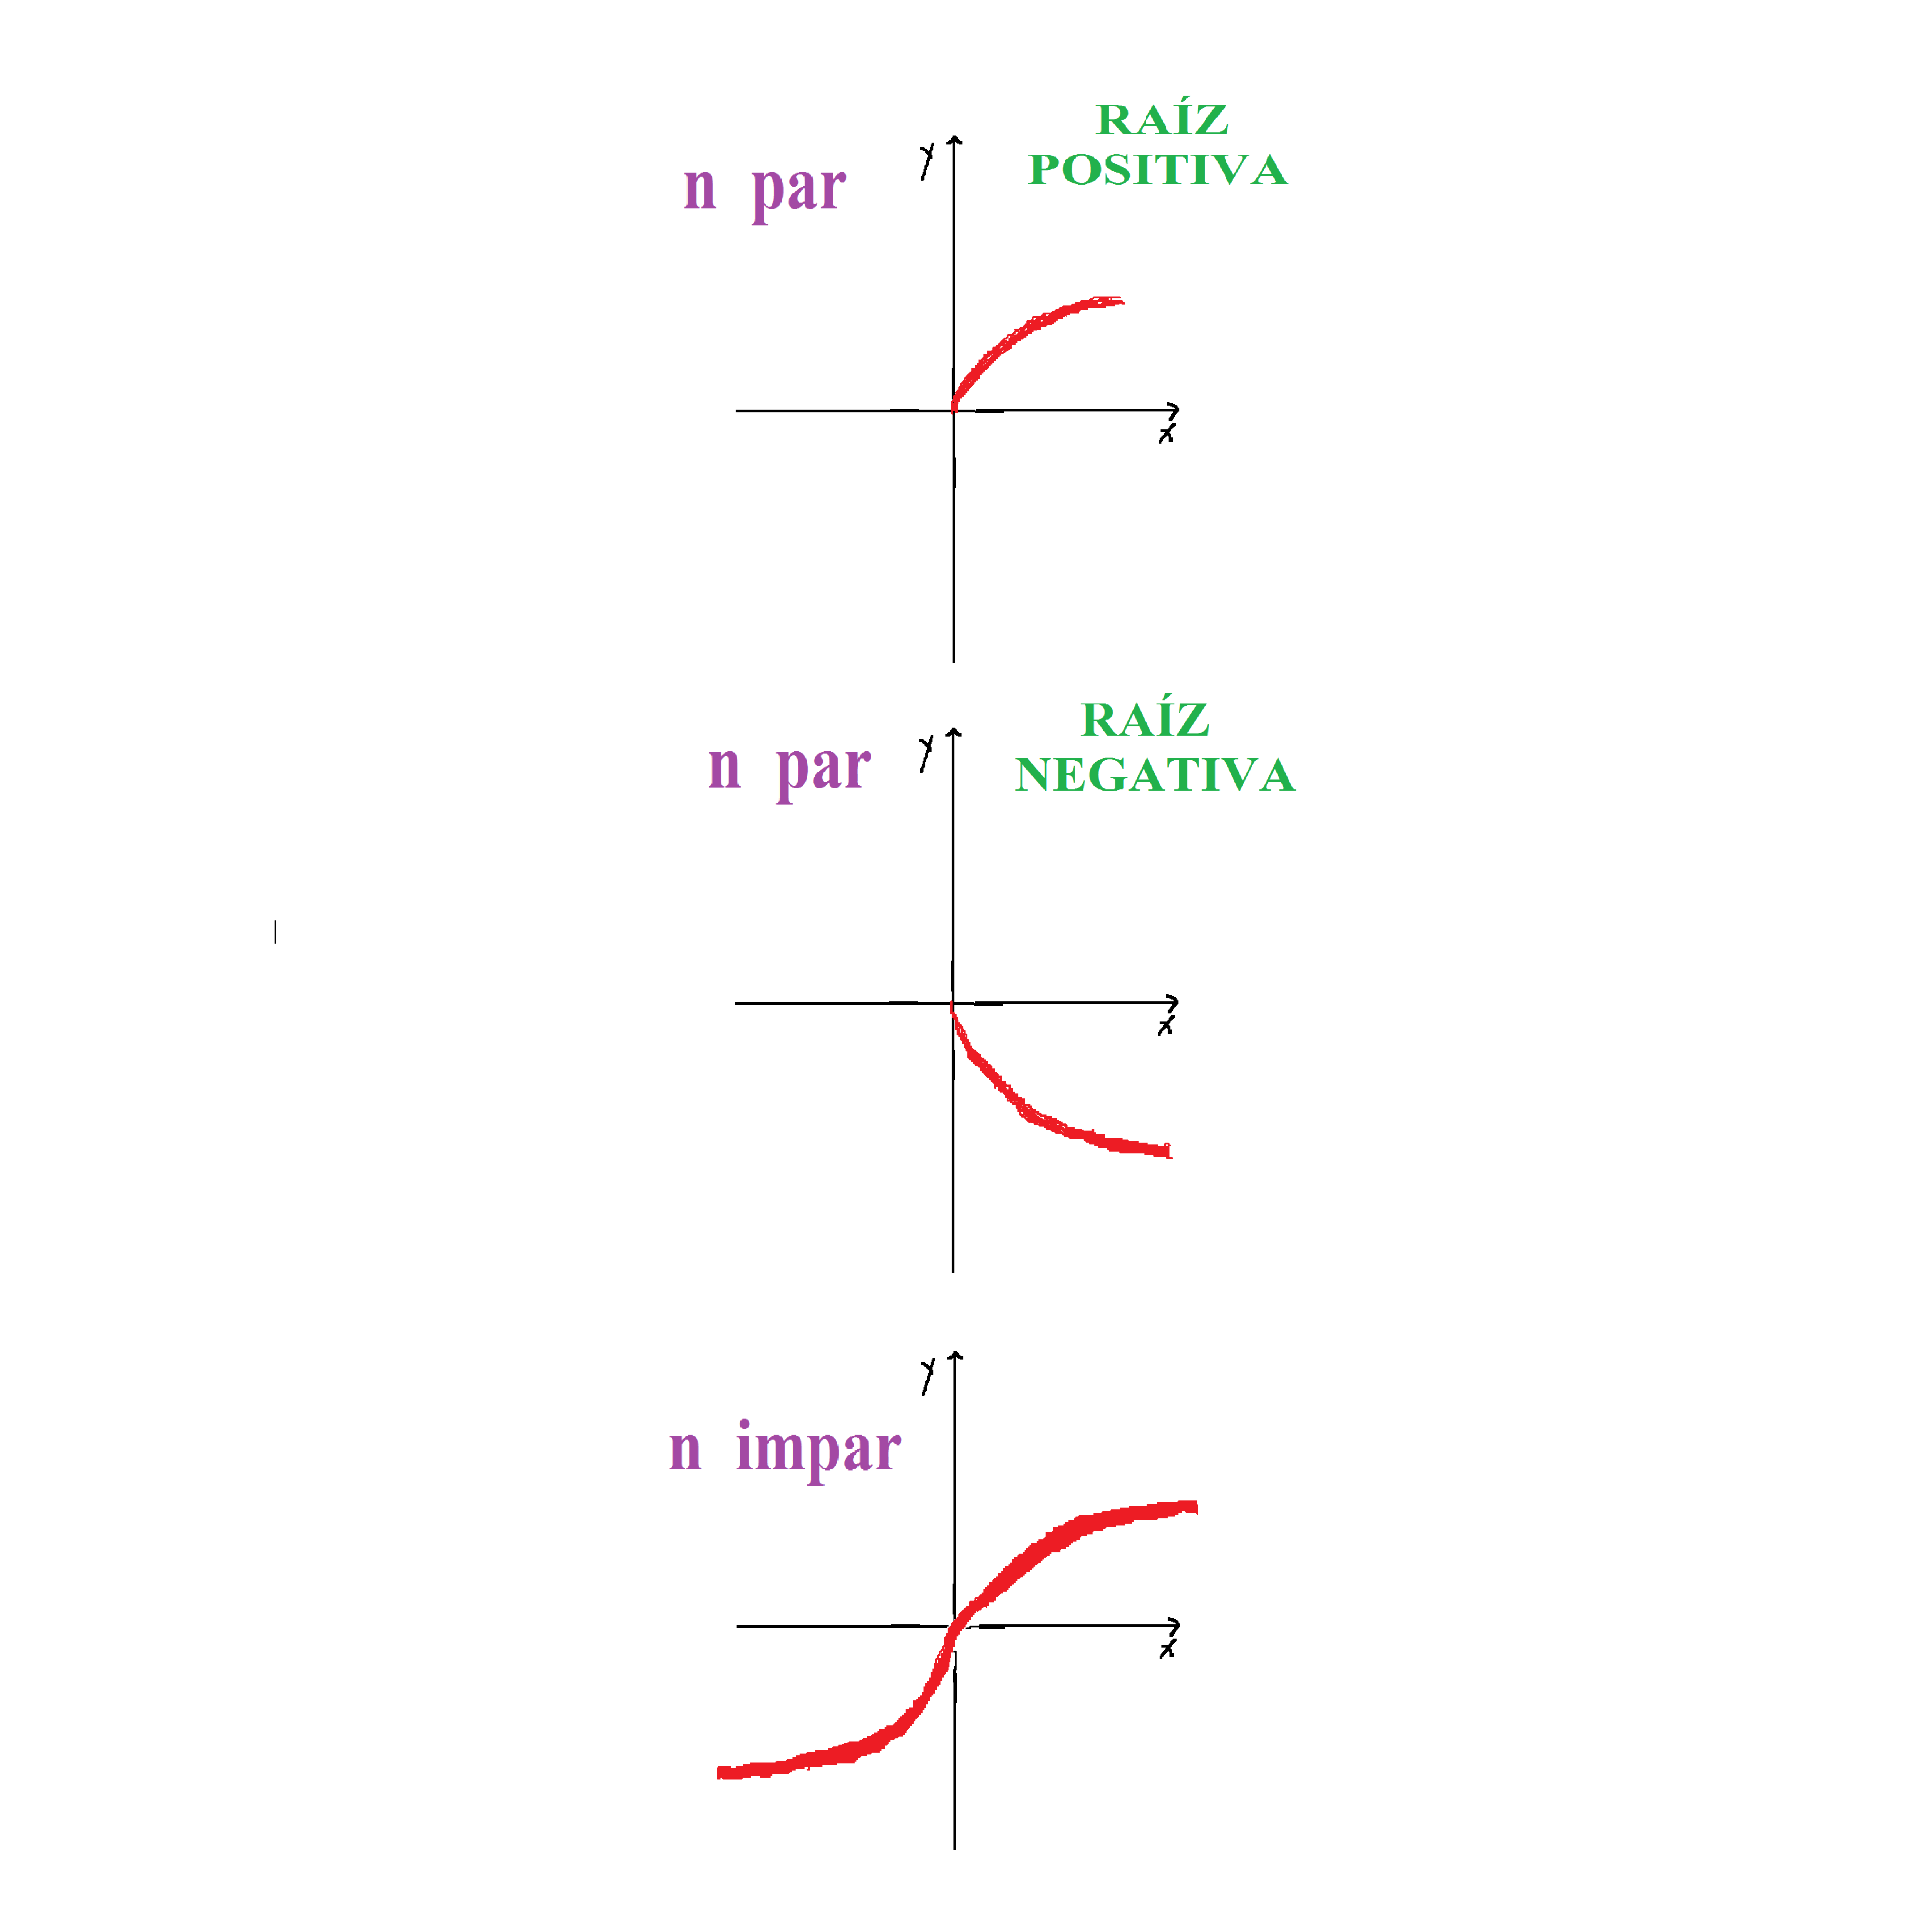 RAÍZ
POSITIVA
n par
y
x
RAÍZ
NEGATIVA
n par
y
x
y
n impar
x